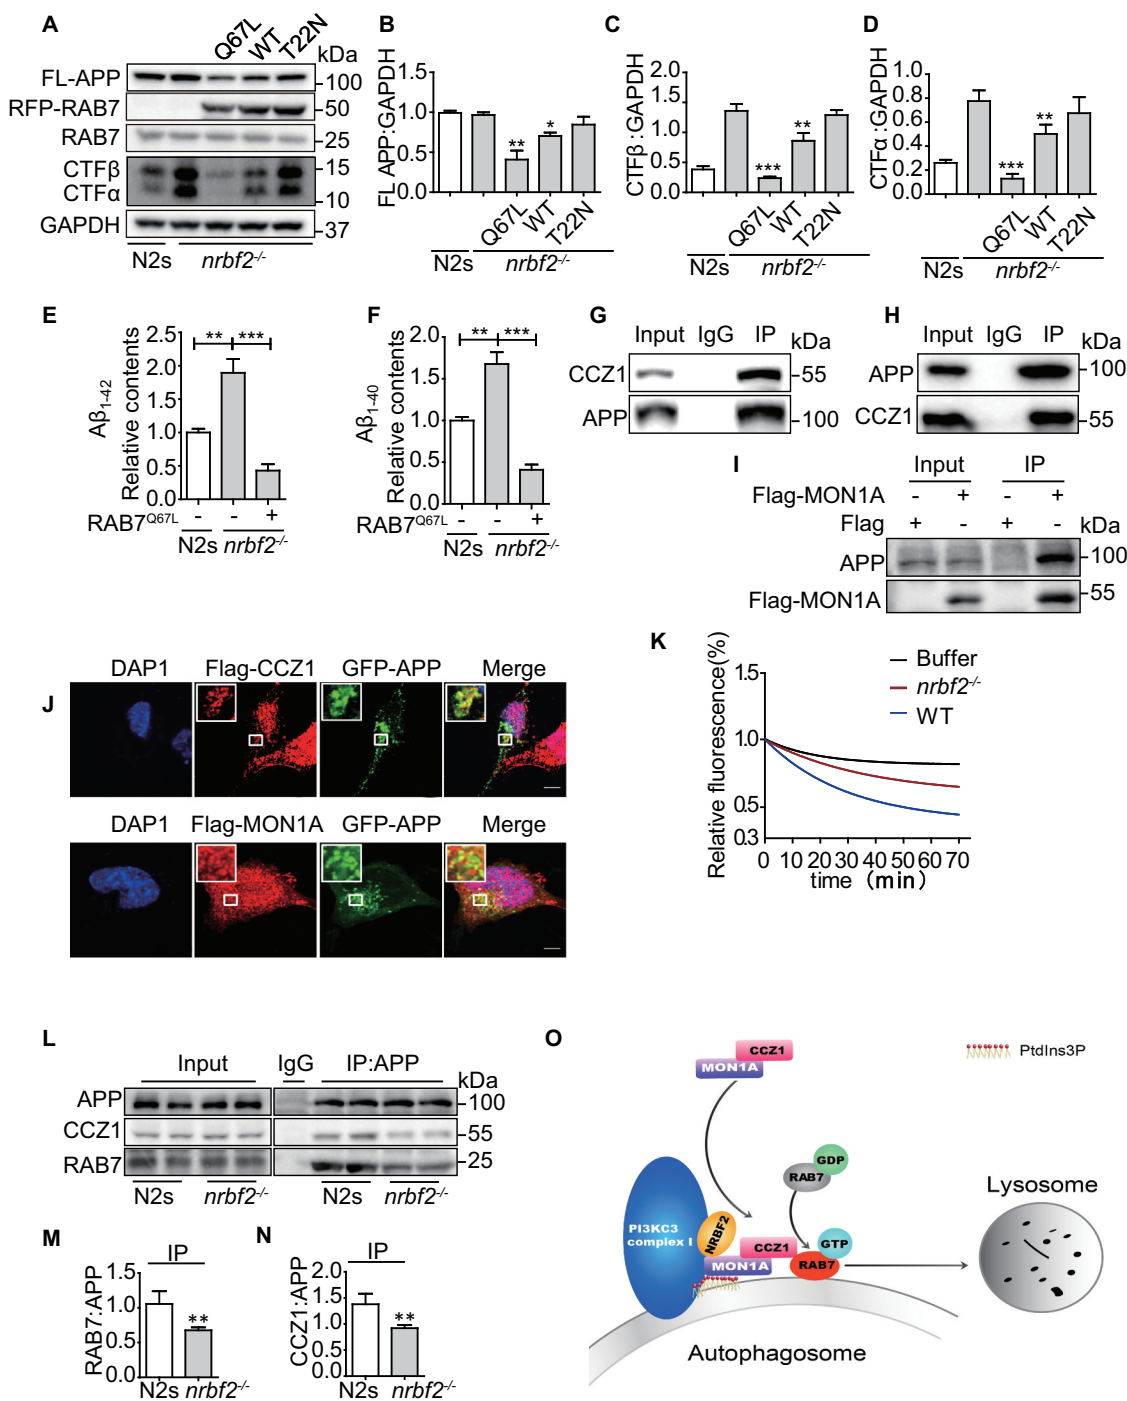 A
Q67L
WT
T22N
kDa
FL-APP
100
RFP-RAB7
50
RAB7
25
CTFβ
15
CTFα
10
GAPDH
37
N2s
nrbf2-/-
B
FL APP:GAPDH
1.5
1.0
0.5
0.0
**
*
Q67L
WT
T22N
N2s
nrbf2-/-
C
CTFβ:GAPDH
2.0
1.5
1.0
0.5
0.0
***
**
Q67L
WT
T22N
N2s
nrbf2-/-
D
CTFα:GAPDH
1.0
0.8
0.6
0.4
0.2
0.0
***
**
Q67L
WT
T22N
N2s
nrbf2-/-
E
Aβ1-42
Relative contents
2.5
2.0
1.5
1.0
0.5
0.0
** ***
RAB7Q67L - - +
N2s nrbf2-/-
F
Aβ1-40
Relative contents
2.0
1.5
1.0
0.5
0.0
** ***
- - +
N2s nrbf2-/-
G
Input IgG IP
kDa
CCZ1
55
APP
100
H
Input IgG IP
kDa
APP
100
CCZ1
55
I
Input IP
Flag-MON1A - + - +
Flag + - + -
kDa
APP
100
Flag-MON1A
55
J
DAP1 Flag-CCZ1 GFP-APP Merge
DAP1 Flag-MON1A GFP-APP Merge
K
Relative fluorescence(%)
1.5
1.0
0.5
0.3
0 10 20 30 40 50 60 70
time (min)
Buffer
nrbf2-/-
WT
L
Input IgG IP:APP
kDa
APP
100
CCZ1
55
RAB7
25
N2s nrbf2-/- N2s nrbf2-/-
M
IP
RAB7:APP
1.5
1.0
0.5
0.0
**
N2s nrbf2-/-
N
IP
CCZ1:APP
2.0
1.5
1.0
0.5
0.0
**
N2s nrbf2-/-
O
CCZ1
MON1A
PtdIns3P
GDP
RAB7
Lysosome
PI3KC3
complex I
NRBF2
CCZ1
MON1A
GTP
RAB7
Autophagosome